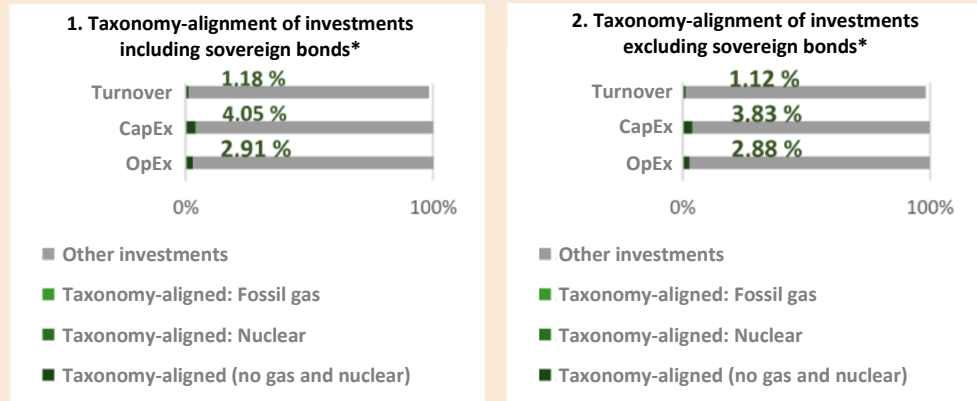 1. Taxonomy-alignment of investments
including sovereign bonds*
1.18 %
Turnover
4.05 %
CapEx
2.91 %
OpEx
0%
100%
Other investments
Taxonomy-aligned: Fossil gas
Taxonomy-aligned: Nuclear
Taxonomy-aligned (no gas and nuclear)
2. Taxonomy-alignment of investments
excluding sovereign bonds*
1.12 %
Turnover
3.83 %
CapEx
2.88 %
OpEx
0%
100%
Other investments
Taxonomy-aligned: Fossil gas
Taxonomy-aligned: Nuclear
Taxonomy-aligned (no gas and nuclear)